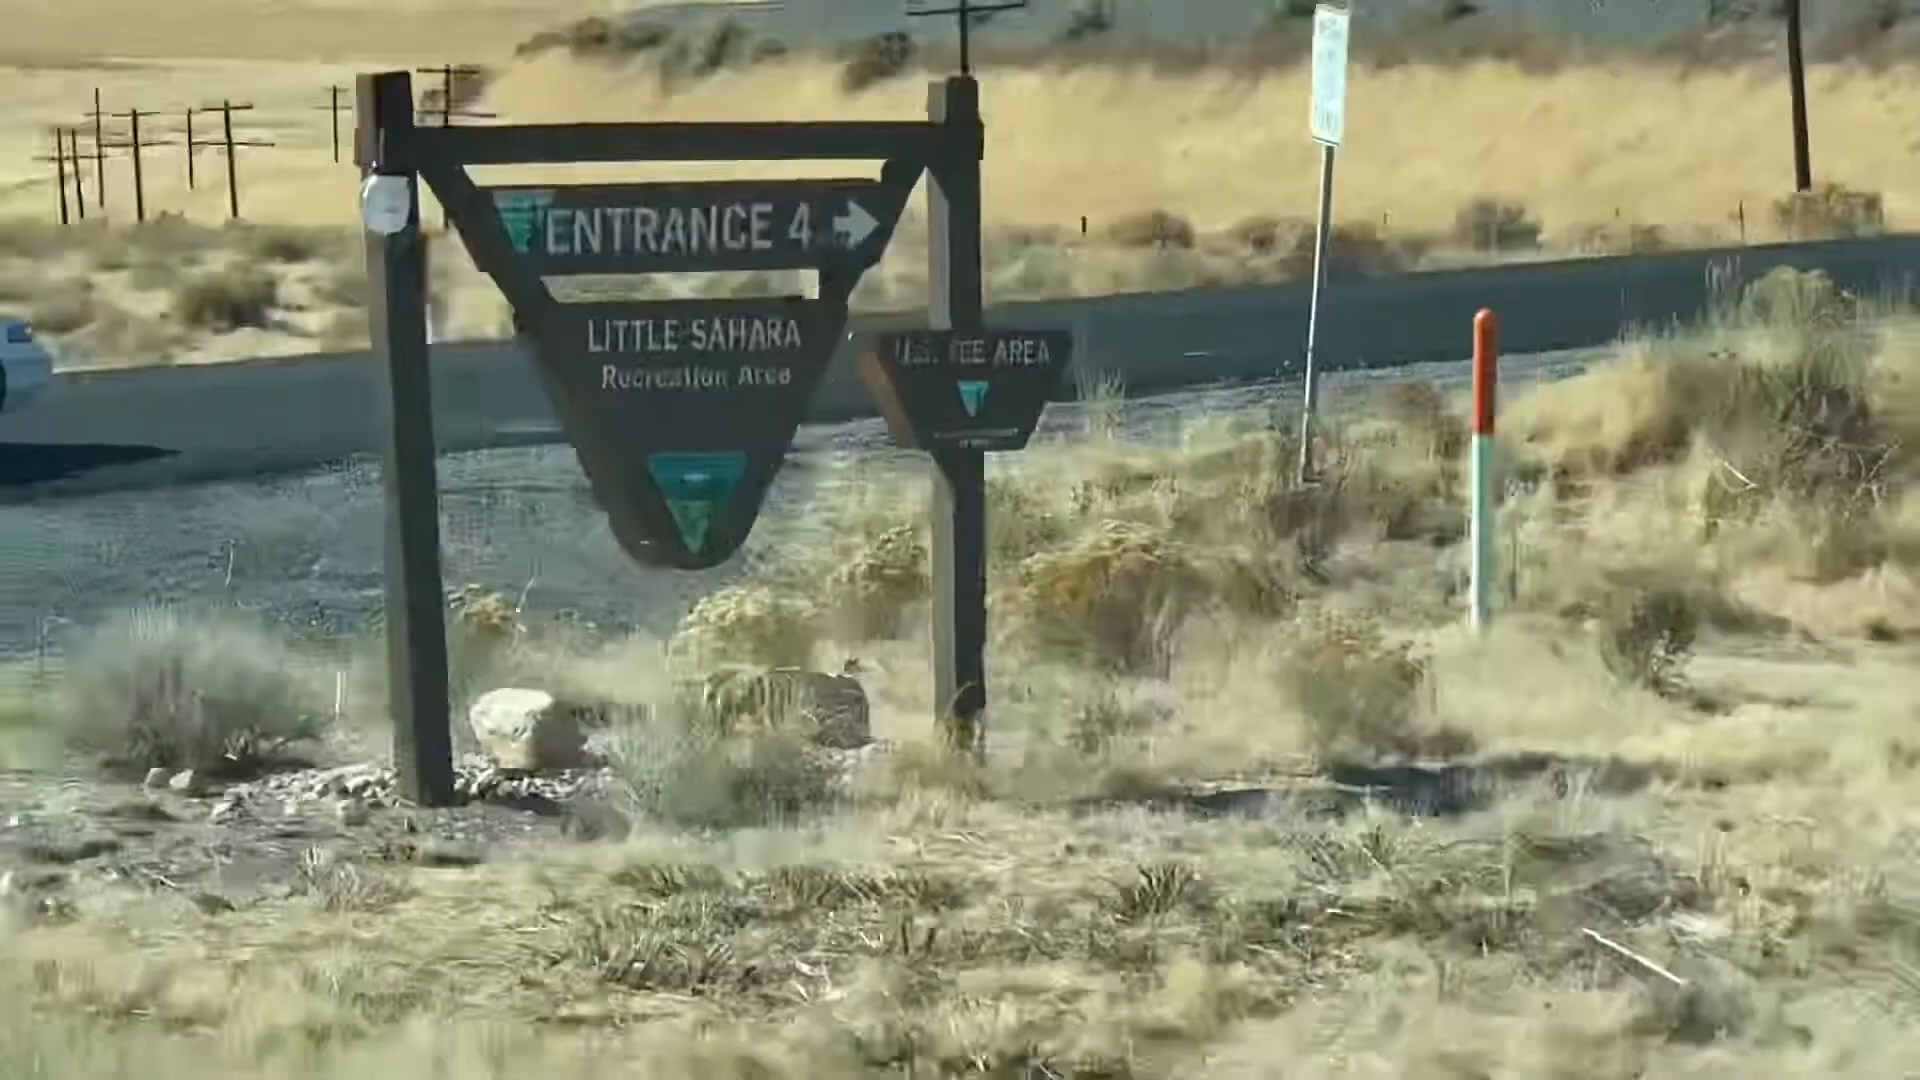 ENTRANCE 4
LITTLE SAHARA
Recreation Area
U.S. FEE AREA